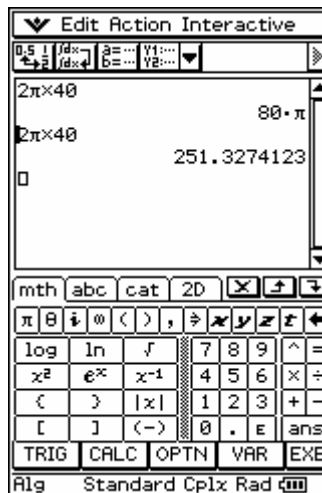 Edit Action Interactive
2π×40
80·π
2π×40
251.3274123
mth abc cat 2D
π θ i ∞ ( ) , ⇒ x y z t ←
log ln √ 7 8 9 ^ =
x² eˣ x⁻¹ 4 5 6 × ÷
( ) |x| 1 2 3 + −
[ ] (−) 0 . E ans
TRIG CALC OPTN VAR EXE
Alg Standard Cplx Rad